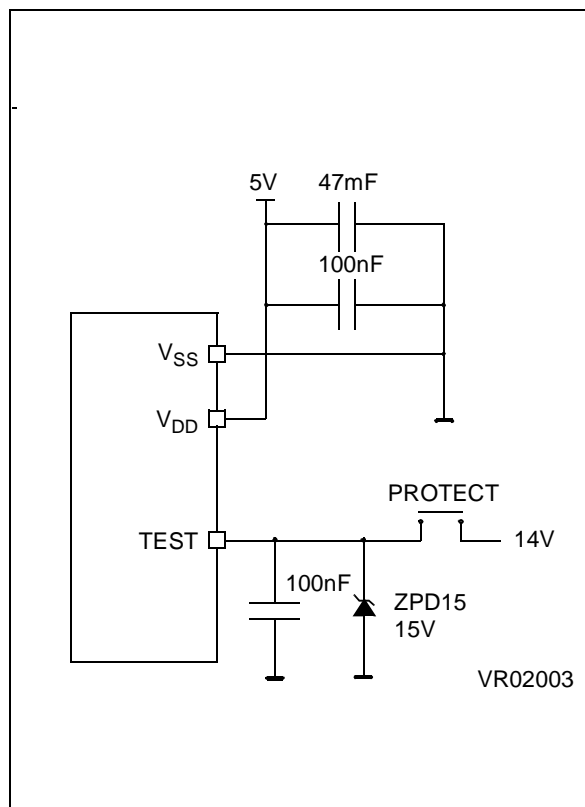 5V
47mF
100nF
VSS
VDD
PROTECT
TEST
14V
100nF
ZPD15
15V
VR02003